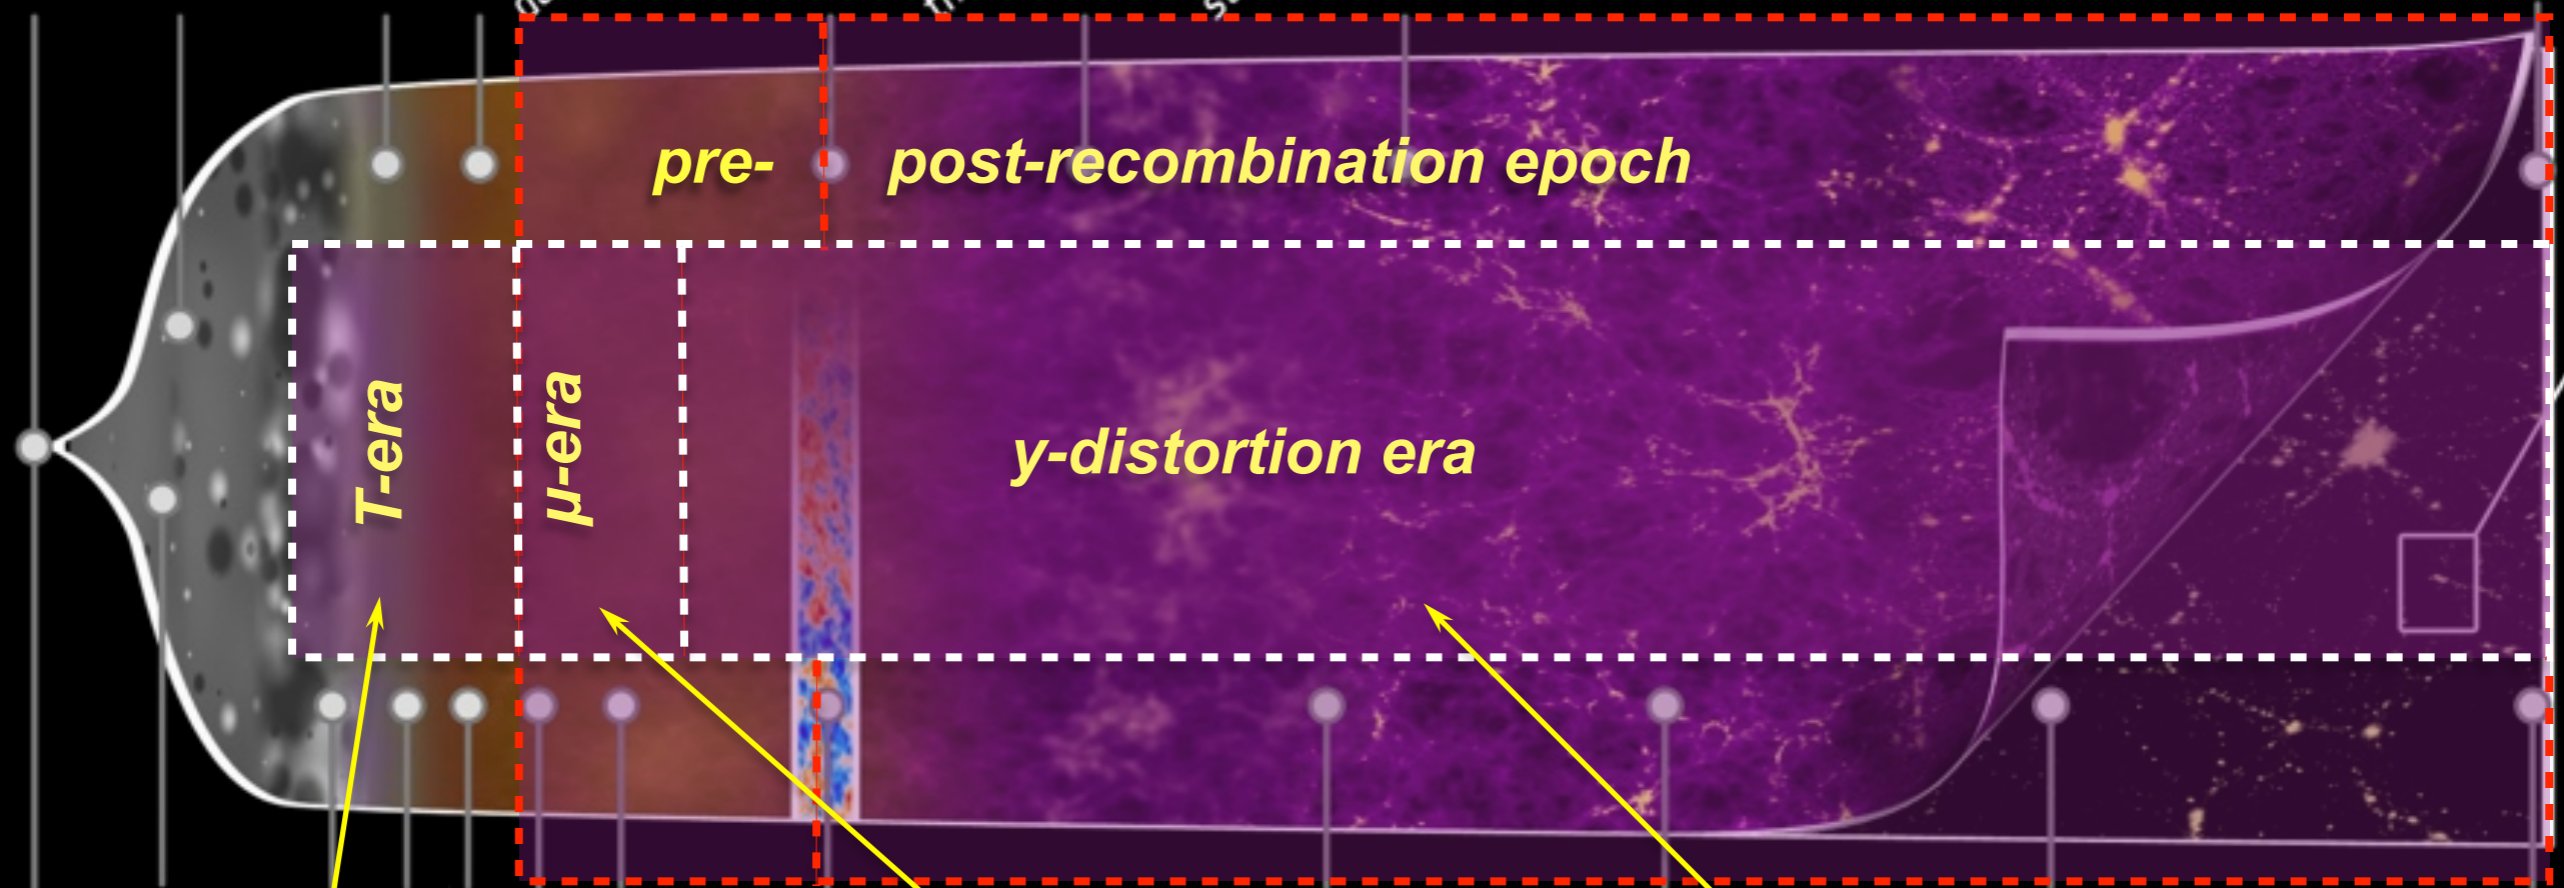 pre-
post-recombination epoch
T-era
μ-era
y-distortion era